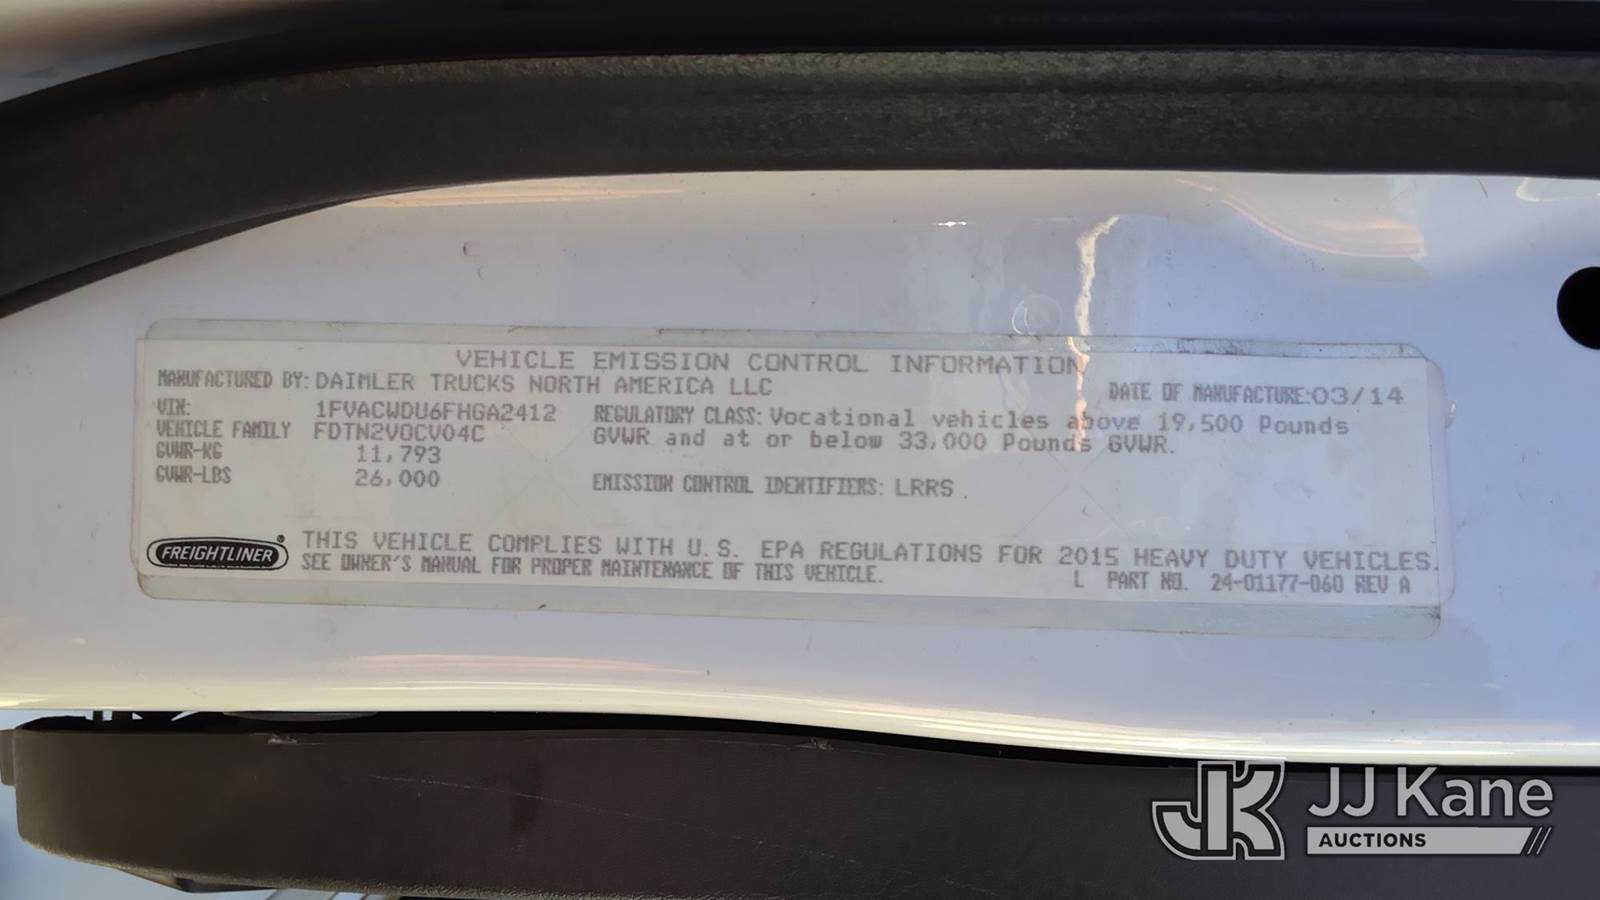 VEHICLE EMISSION CONTROL INFORMATION
MANUFACTURED BY: DAIMLER TRUCKS NORTH AMERICA LLC
DATE OF MANUFACTURE: 03/14
VIN: 1FVACWDU6FHGA2412
VEHICLE FAMILY FDTN2VOCV04C
GVWR-KG 11,793
GVWR-LBS 26,000
REGULATORY CLASS: Vocational vehicles above 19,500 Pounds
GVWR and at or below 33,000 Pounds GVWR.
EMISSION CONTROL IDENTIFIERS: LRRS
FREIGHTLINER®
THIS VEHICLE COMPLIES WITH U.S. EPA REGULATIONS FOR 2015 HEAVY DUTY VEHICLES.
SEE OWNER'S MANUAL FOR PROPER MAINTENANCE OF THIS VEHICLE.
L PART NO. 24-01177-060 REV A
JK JJ Kane
AUCTIONS